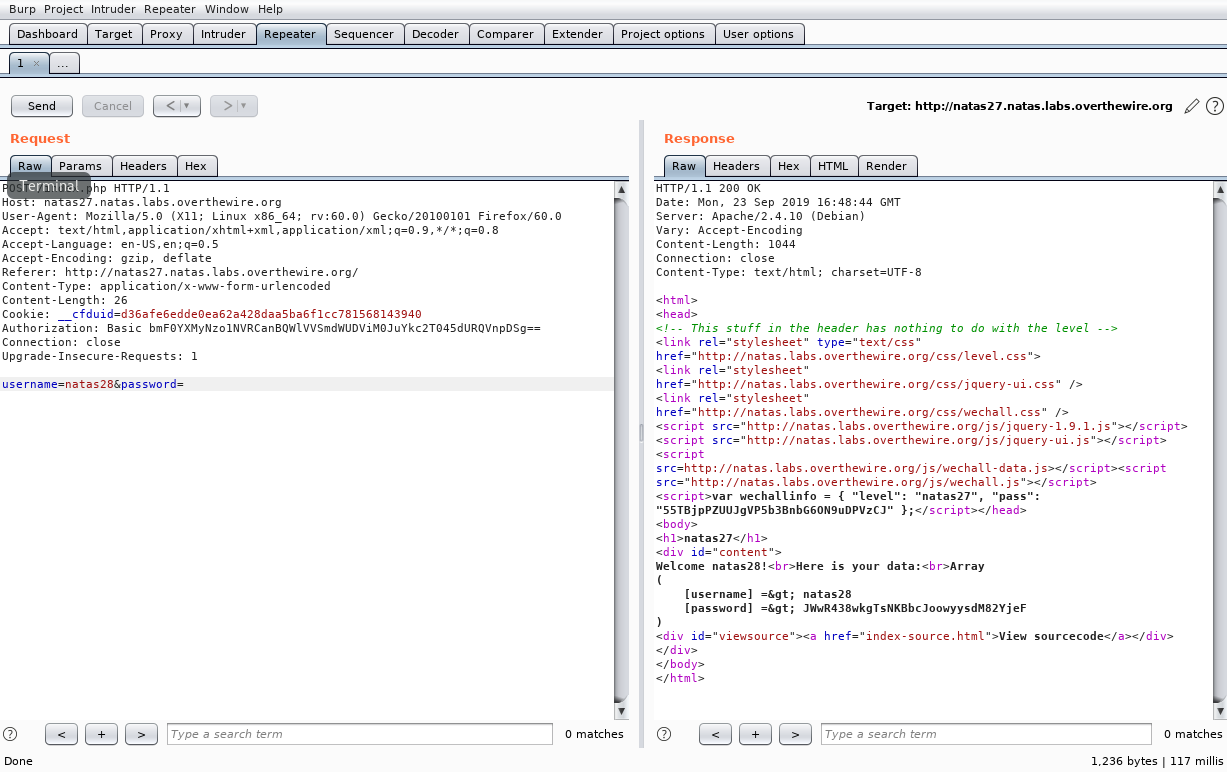 Burp Project Intruder Repeater Window Help
Dashboard Target Proxy Intruder Repeater Sequencer Decoder Comparer Extender Project options User options
1 × ...
Send Cancel < > Target: http://natas27.natas.labs.overthewire.org ?
Request
Raw Params Headers Hex
Terminal
php HTTP/1.1
Host: natas27.natas.labs.overthewire.org
User-Agent: Mozilla/5.0 (X11; Linux x86_64; rv:60.0) Gecko/20100101 Firefox/60.0
Accept: text/html,application/xhtml+xml,application/xml;q=0.9,*/*;q=0.8
Accept-Language: en-US,en;q=0.5
Accept-Encoding: gzip, deflate
Referer: http://natas27.natas.labs.overthewire.org/
Content-Type: application/x-www-form-urlencoded
Content-Length: 26
Cookie: __cfduid=d36afe6edde0ea62a428daa5ba6f1cc781568143940
Authorization: Basic bmF0YXMyNzo1NVRCanBQWlVVSmdWUDViM0JuYkc2T045dURQVnpDSg==
Connection: close
Upgrade-Insecure-Requests: 1
username=natas28&password=
? < + > Type a search term 0 matches
Response
Raw Headers Hex HTML Render
HTTP/1.1 200 OK
Date: Mon, 23 Sep 2019 16:48:44 GMT
Server: Apache/2.4.10 (Debian)
Vary: Accept-Encoding
Content-Length: 1044
Connection: close
Content-Type: text/html; charset=UTF-8
<html>
<head>
<!-- This stuff in the header has nothing to do with the level -->
<link rel="stylesheet" type="text/css"
href="http://natas.labs.overthewire.org/css/level.css">
<link rel="stylesheet"
href="http://natas.labs.overthewire.org/css/jquery-ui.css" />
<link rel="stylesheet"
href="http://natas.labs.overthewire.org/css/wechall.css" />
<script src="http://natas.labs.overthewire.org/js/jquery-1.9.1.js"></script>
<script src="http://natas.labs.overthewire.org/js/jquery-ui.js"></script>
<script
src=http://natas.labs.overthewire.org/js/wechall-data.js></script><script
src="http://natas.labs.overthewire.org/js/wechall.js"></script>
<script>var wechallinfo = { "level": "natas27", "pass":
"55TBjpPZUUJgVP5b3BnbG6ON9uDPVzCJ" };</script></head>
<body>
<h1>natas27</h1>
<div id="content">
Welcome natas28!<br>Here is your data:<br>Array
(
[username] =&gt; natas28
[password] =&gt; JWwR438wkgTsNKBbcJoowyysdM82YjeF
)
<div id="viewsource"><a href="index-source.html">View sourcecode</a></div>
</div>
</body>
</html>
? < + > Type a search term 0 matches
Done 1,236 bytes | 117 millis